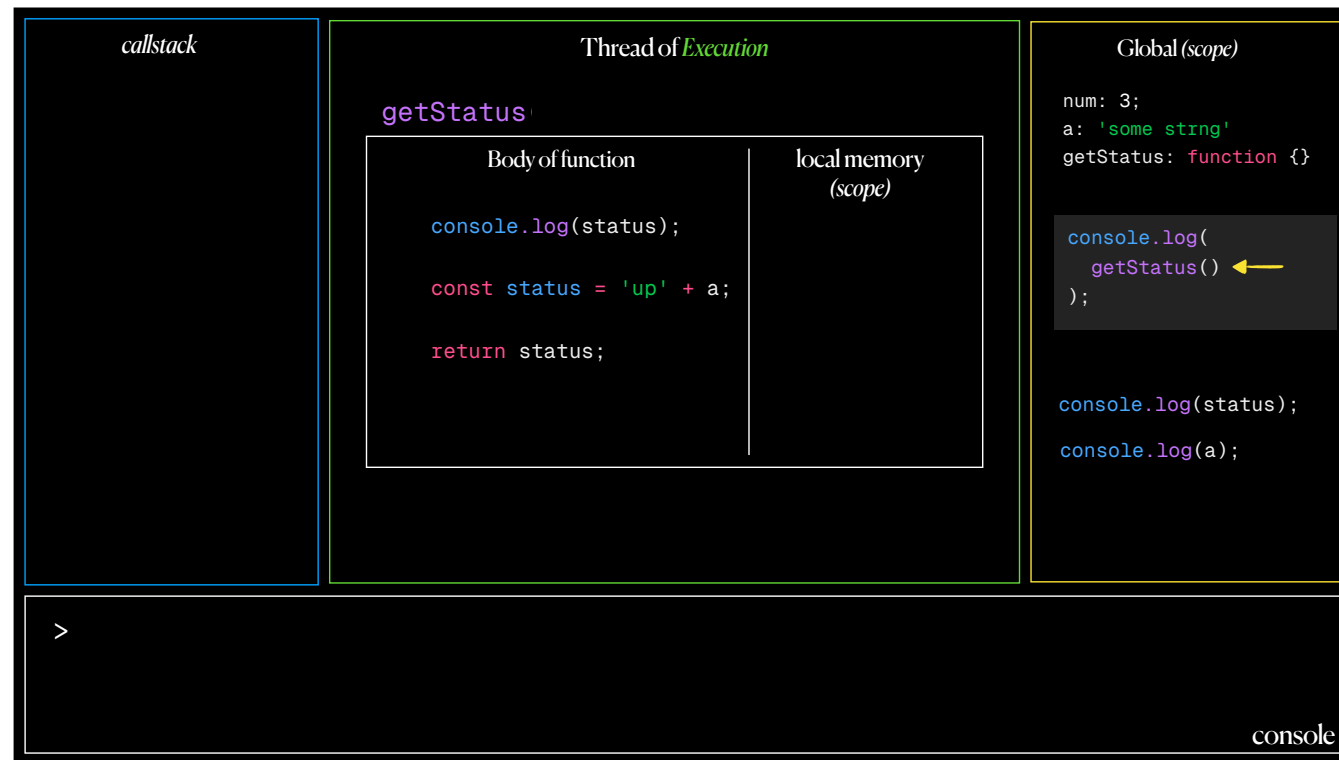 callstack
Thread of Execution
getStatus
Body of function
local memory
(scope)
console.log(status);
const status = 'up' + a;
return status;
Global (scope)
num: 3;
a: 'some strng'
getStatus: function {}
console.log(
getStatus()
);
console.log(status);
console.log(a);
>
console